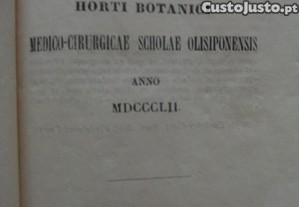 CustoJusto.pt
HORTI BOTANICI
MEDICO-CIRURGICAE SCHOLAE OLISIPONENSIS
ANNO
MDCCCLII